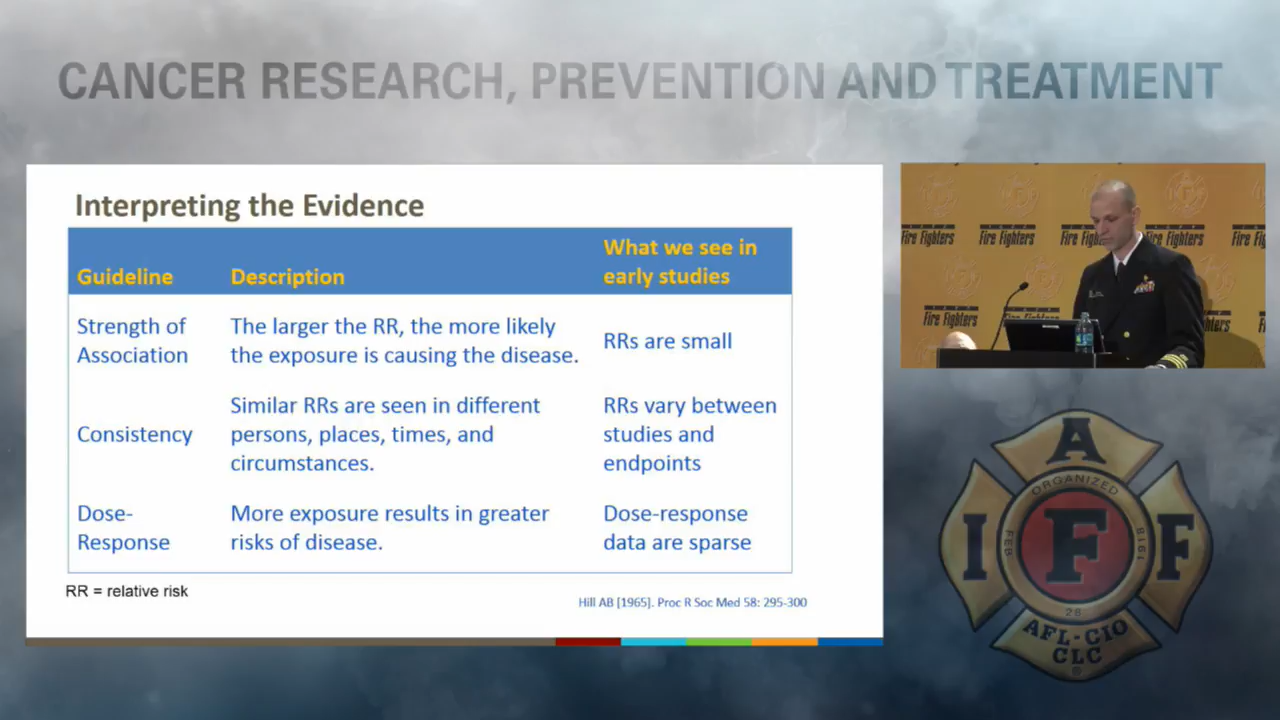 CANCER RESEARCH, PREVENTION AND TREATMENT
Interpreting the Evidence
Guideline
Description
What we see in
early studies
Strength of
Association
The larger the RR, the more likely
the exposure is causing the disease.
RRs are small
Consistency
Similar RRs are seen in different
persons, places, times, and
circumstances.
RRs vary between
studies and
endpoints
Dose-
Response
More exposure results in greater
risks of disease.
Dose-response
data are sparse
RR = relative risk
Hill AB [1965]. Proc R Soc Med 58: 295-300
Fire Fighters
Fire Fighters
Fire Fighters
Fire Fi
Fire Fighters
Fire Fighters
A
ORGANIZED
I
FEB
F
1918
F
28
AFL-CIO
CLC